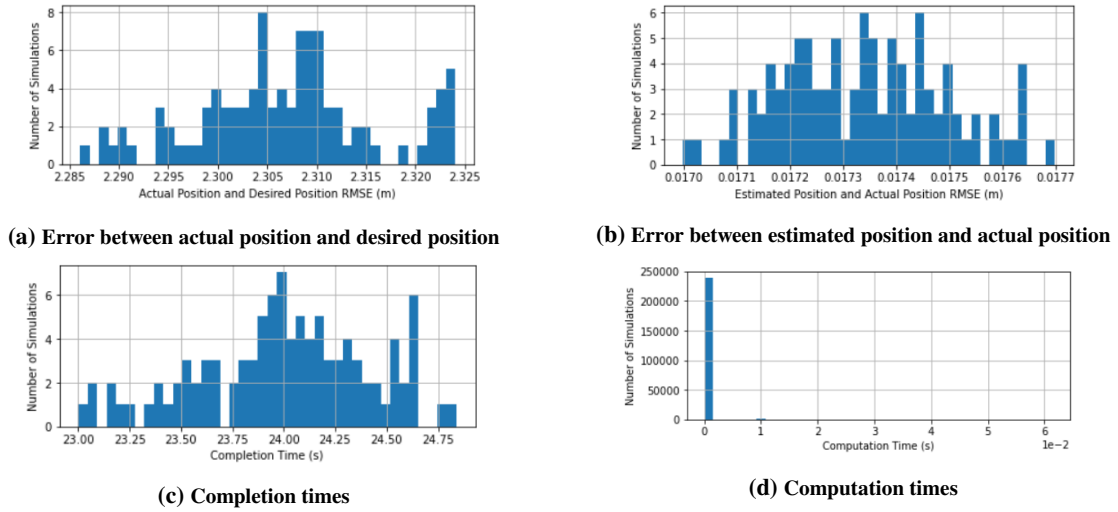 8
6
4
2
0
Number of Simulations
2.285 2.290 2.295 2.300 2.305 2.310 2.315 2.320 2.325
Actual Position and Desired Position RMSE (m)
(a) Error between actual position and desired position
6
5
4
3
2
1
0
Number of Simulations
0.0170 0.0171 0.0172 0.0173 0.0174 0.0175 0.0176 0.0177
Estimated Position and Actual Position RMSE (m)
(b) Error between estimated position and actual position
6
4
2
0
Number of Simulations
23.00 23.25 23.50 23.75 24.00 24.25 24.50 24.75
Completion Time (s)
(c) Completion times
250000
200000
150000
100000
50000
0
Number of Simulations
0 1 2 3 4 5 6
1e−2
Computation Time (s)
(d) Computation times